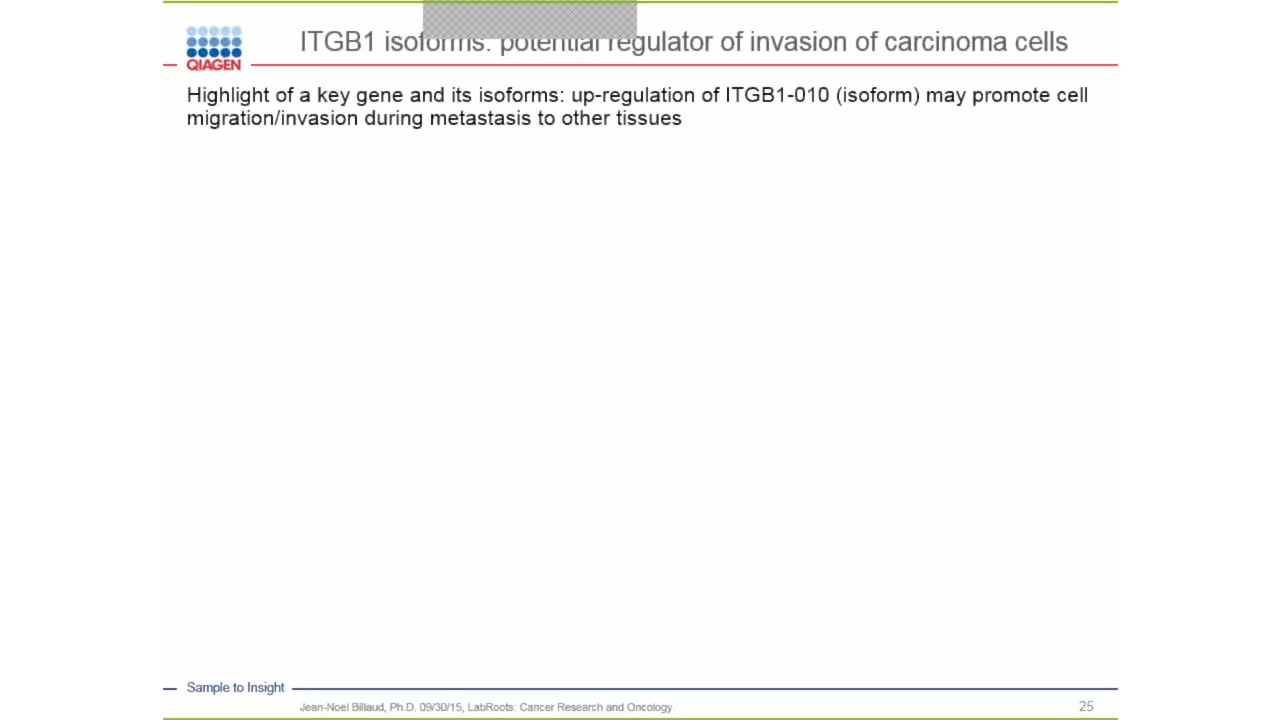 ITGB1 isoforms: potential regulator of invasion of carcinoma cells
QIAGEN
Highlight of a key gene and its isoforms: up-regulation of ITGB1-010 (isoform) may promote cell
migration/invasion during metastasis to other tissues
Sample to Insight
Jean-Noel Billaud, Ph.D. 09/30/15, LabRoots: Cancer Research and Oncology.
25